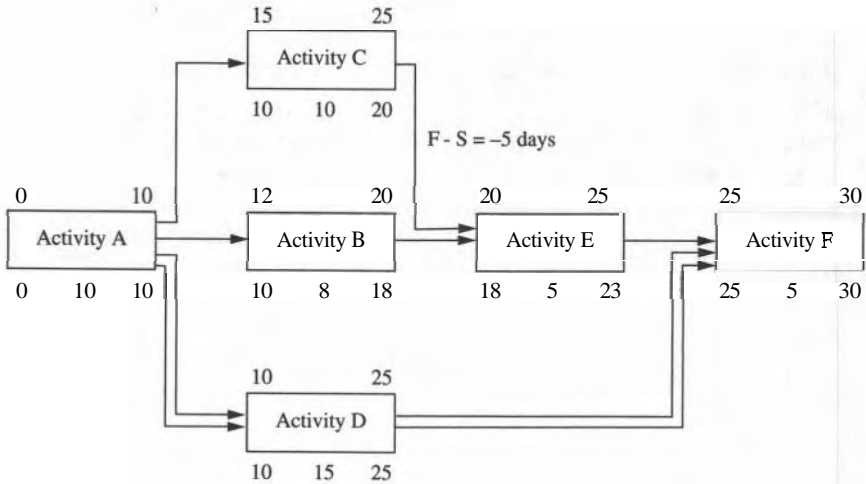 15 25
Activity C
10 10 20
F - S = –5 days
0 10
Activity A
0 10 10
12 20
Activity B
10 8 18
20 25
Activity E
18 5 23
25 30
Activity F
25 5 30
10 25
Activity D
10 15 25